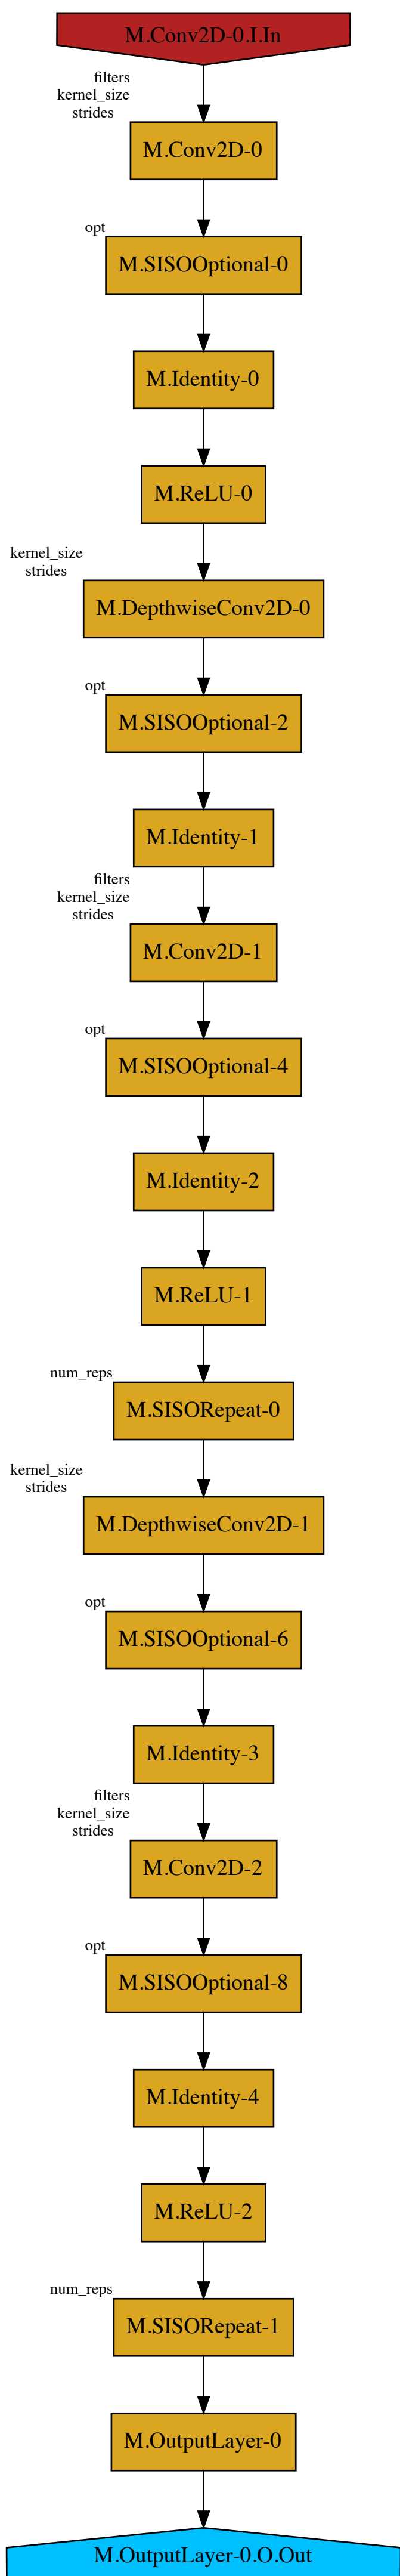 M.Conv2D-0.I.In
filters
kernel_size
strides
M.Conv2D-0
opt
M.SISOOptional-0
M.Identity-0
M.ReLU-0
kernel_size
strides
M.DepthwiseConv2D-0
opt
M.SISOOptional-2
M.Identity-1
filters
kernel_size
strides
M.Conv2D-1
opt
M.SISOOptional-4
M.Identity-2
M.ReLU-1
num_reps
M.SISORepeat-0
kernel_size
strides
M.DepthwiseConv2D-1
opt
M.SISOOptional-6
M.Identity-3
filters
kernel_size
strides
M.Conv2D-2
opt
M.SISOOptional-8
M.Identity-4
M.ReLU-2
num_reps
M.SISORepeat-1
M.OutputLayer-0
M.OutputLayer-0.O.Out